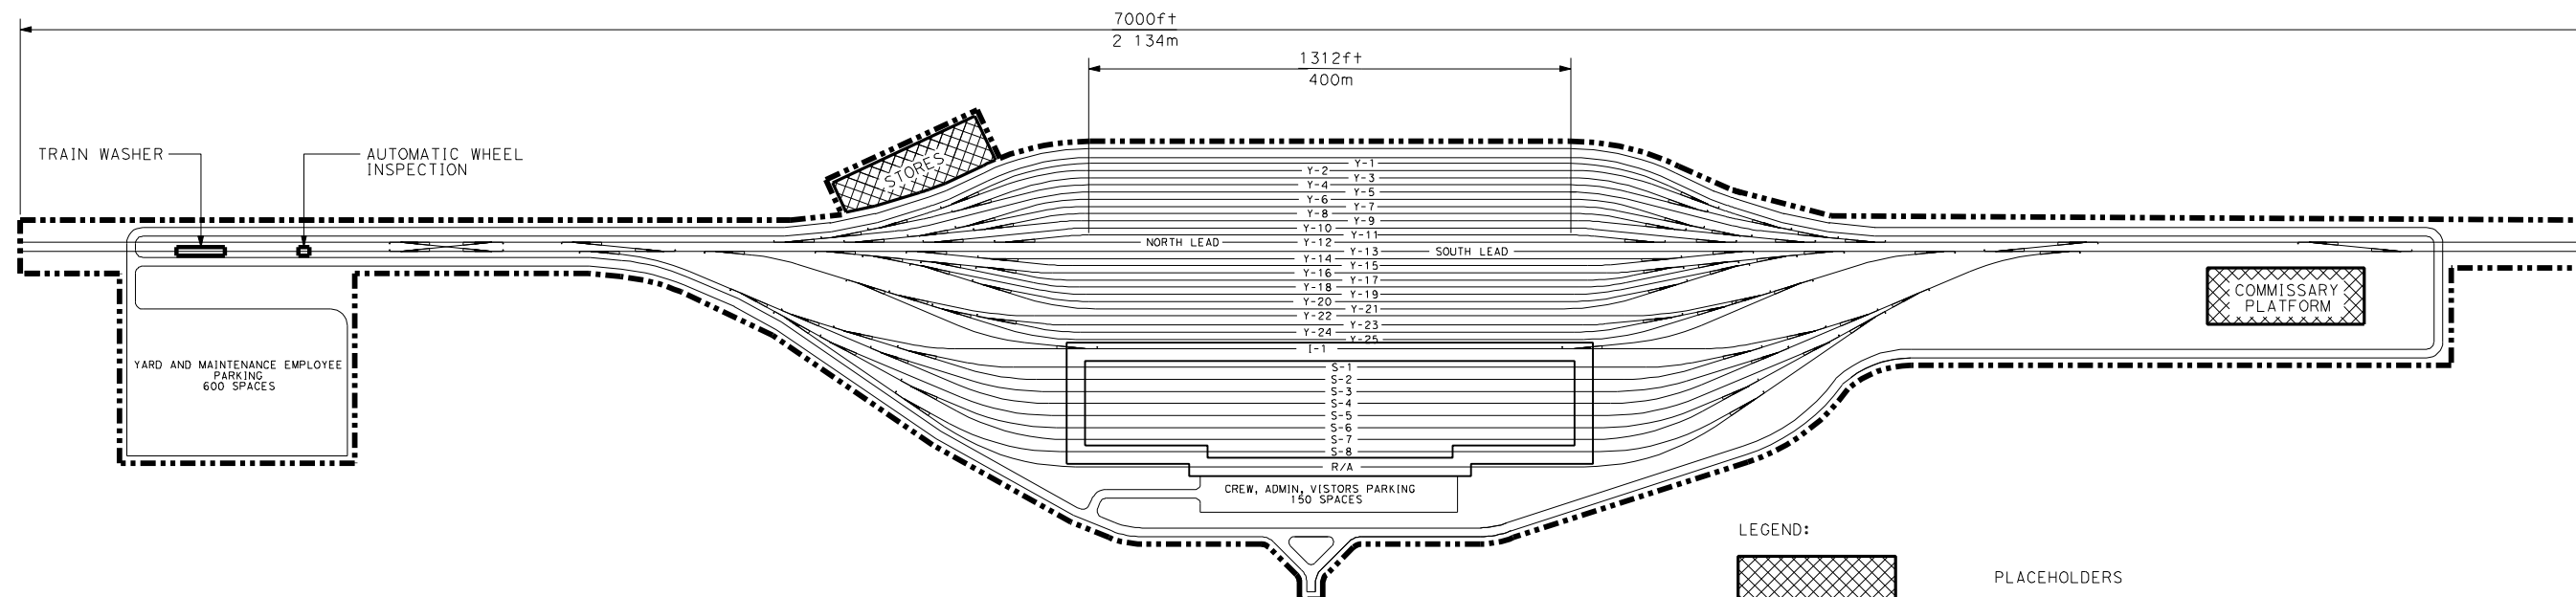 7000ft
2 134m
1312ft
400m
TRAIN WASHER
AUTOMATIC WHEEL
INSPECTION
STORES
Y-1
Y-2
Y-3
Y-4
Y-5
Y-6
Y-7
Y-8
Y-9
Y-10
Y-11
NORTH LEAD
Y-12
Y-13
SOUTH LEAD
Y-14
Y-15
Y-16
Y-17
Y-18
Y-19
Y-20
Y-21
Y-22
Y-23
Y-24
Y-25
I-1
COMMISSARY
PLATFORM
YARD AND MAINTENANCE EMPLOYEE
PARKING
600 SPACES
S-1
S-2
S-3
S-4
S-5
S-6
S-7
S-8
R/A
CREW, ADMIN, VISTORS PARKING
150 SPACES
LEGEND:
PLACEHOLDERS